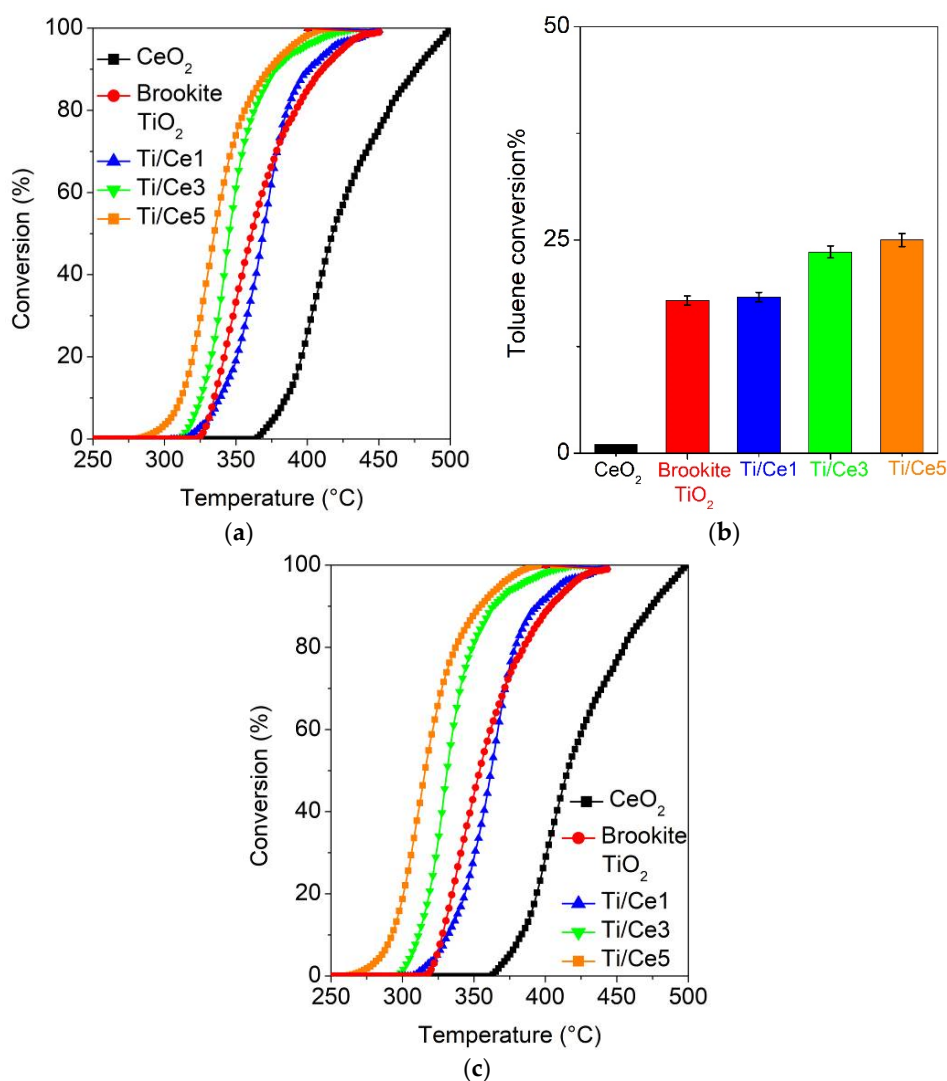 100
80
60
40
20
0
Conversion (%)
CeO2
Brookite
TiO2
Ti/Ce1
Ti/Ce3
Ti/Ce5
250 300 350 400 450 500
Temperature (°C)
(a)
50
25
0
Toluene conversion%
CeO2 Brookite Ti/Ce1 Ti/Ce3 Ti/Ce5
TiO2
(b)
100
80
60
40
20
0
Conversion (%)
CeO2
Brookite
TiO2
Ti/Ce1
Ti/Ce3
Ti/Ce5
250 300 350 400 450 500
Temperature (°C)
(c)